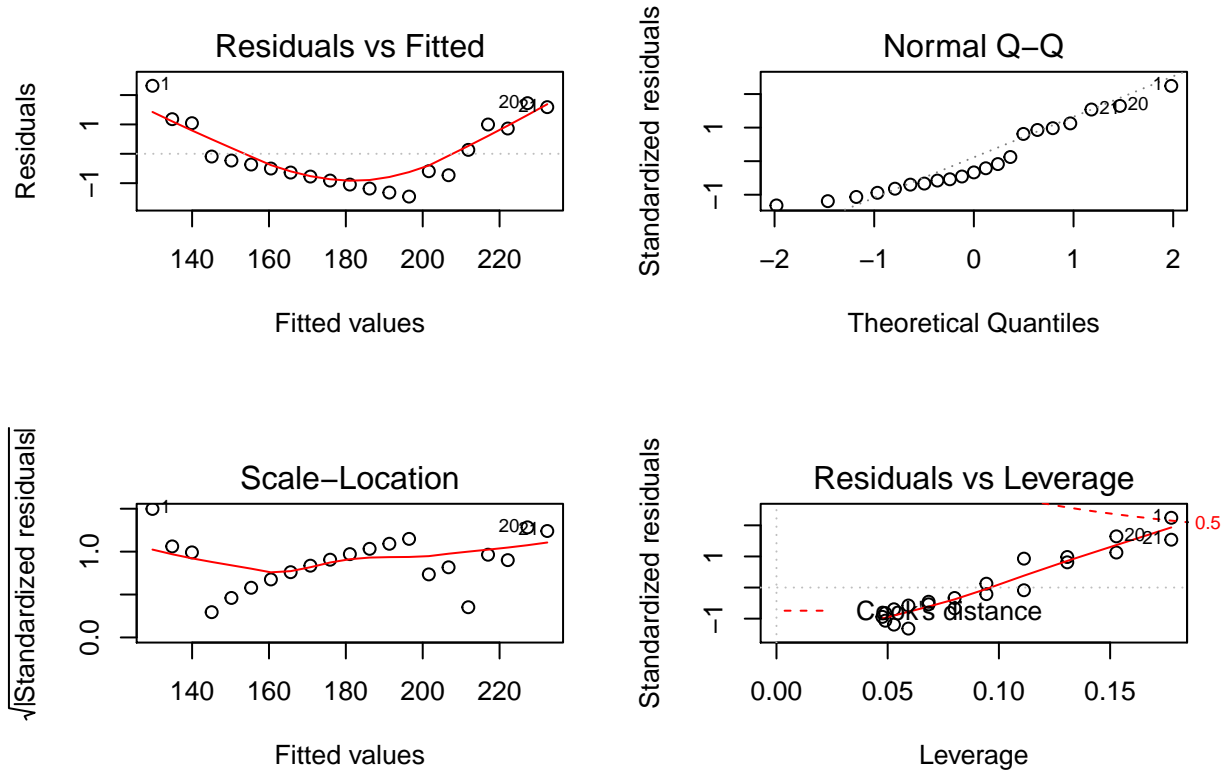 Residuals vs Fitted
Residuals
1
−1
1
20
21
140 160 180 200 220
Fitted values
Normal Q−Q
Standardized residuals
1
−1
1
21
20
−2 −1 0 1 2
Theoretical Quantiles
Scale−Location
√|Standardized residuals|
1.0
0.0
1
20
21
140 160 180 200 220
Fitted values
Residuals vs Leverage
Standardized residuals
1
−1
1
20
21
0.5
Cook's distance
0.00 0.05 0.10 0.15
Leverage